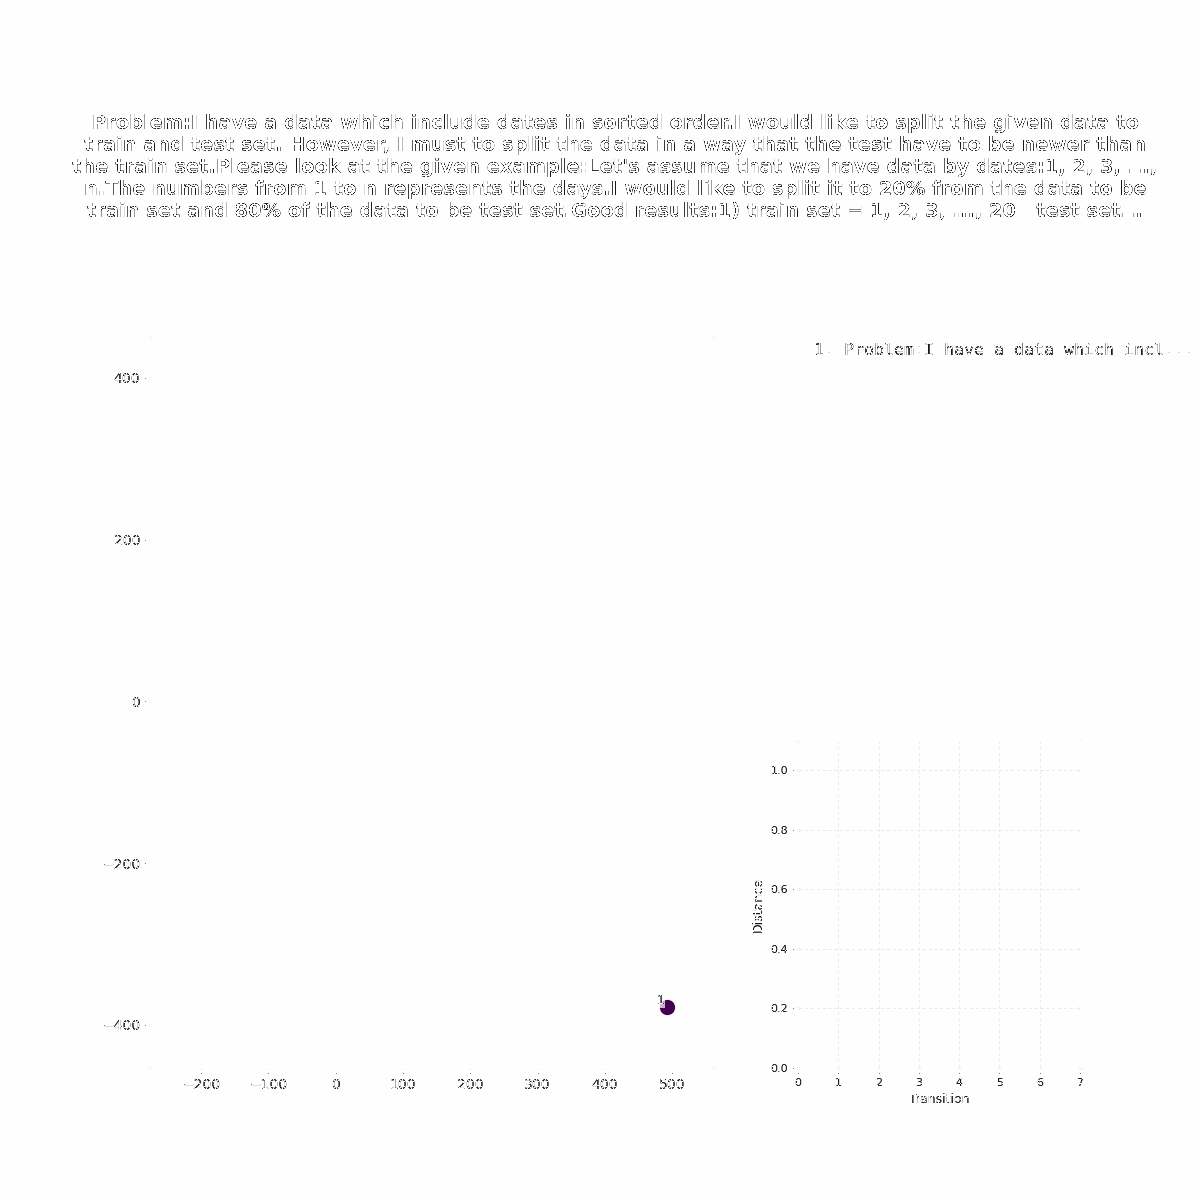 Problem:I have a data which include dates in sorted order.I would like to split the given data to
train and test set. However, I must to split the data in a way that the test have to be newer than
the train set.Please look at the given example:Let's assume that we have data by dates:1, 2, 3, ...,
n.The numbers from 1 to n represents the days.I would like to split it to 20% from the data to be
train set and 80% of the data to be test set.Good results:1) train set = 1, 2, 3, ..., 20   test set...
1. Problem:I have a data which incl...
400
200
0
−200
−400
−200 −100 0 100 200 300 400 500
1
1.0
0.8
0.6
0.4
0.2
0.0
Distance
0 1 2 3 4 5 6 7
Transition